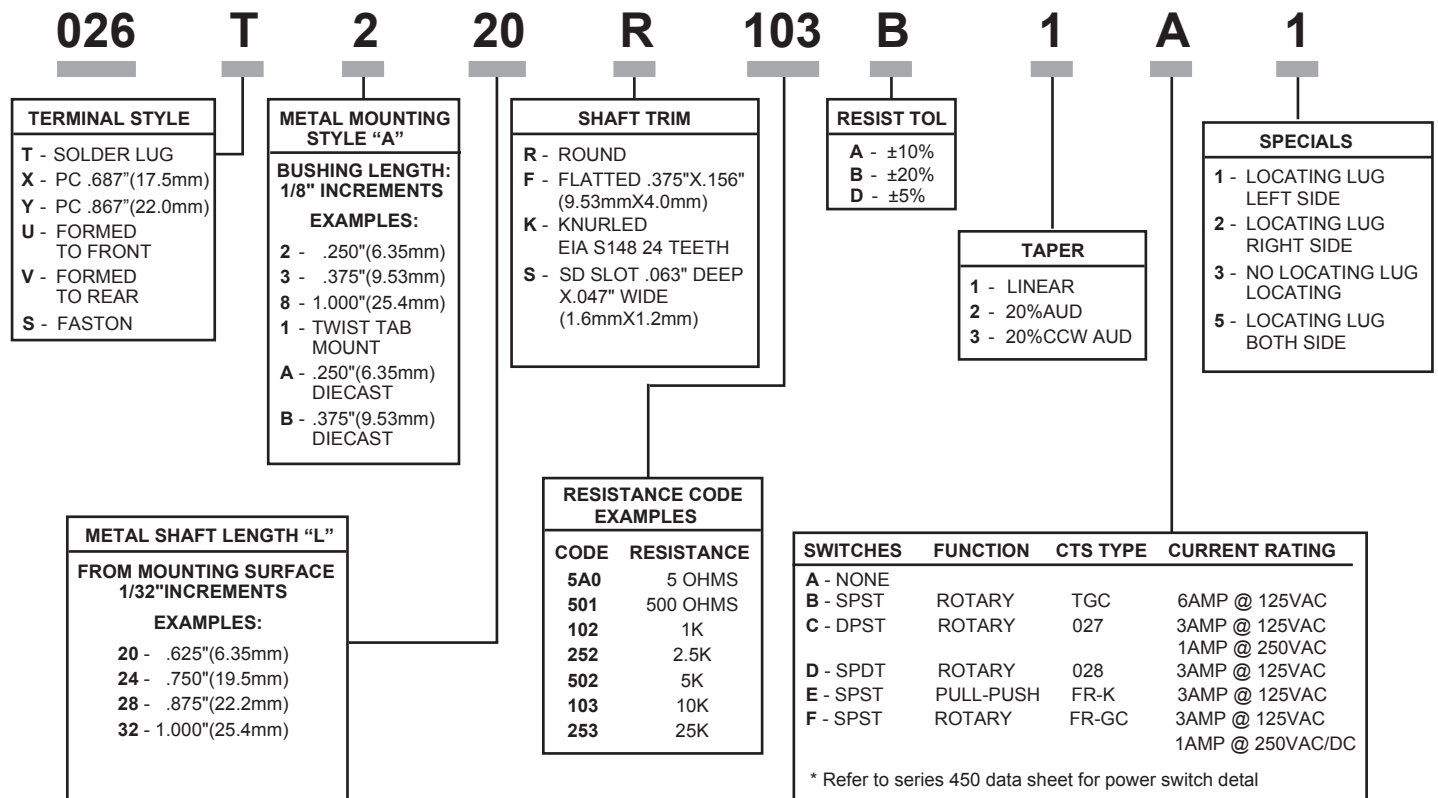 026 T 2 20 R 103 B 1 A 1
TERMINAL STYLE
T - SOLDER LUG
X - PC .687”(17.5mm)
Y - PC .867”(22.0mm)
U - FORMED
TO FRONT
V - FORMED
TO REAR
S - FASTON
METAL MOUNTING
STYLE “A”
BUSHING LENGTH:
1/8" INCREMENTS
EXAMPLES:
2 - .250"(6.35mm)
3 - .375"(9.53mm)
8 - 1.000"(25.4mm)
1 - TWIST TAB
MOUNT
A - .250"(6.35mm)
DIECAST
B - .375"(9.53mm)
DIECAST
SHAFT TRIM
R - ROUND
F - FLATTED .375"X.156"
(9.53mmX4.0mm)
K - KNURLED
EIA S148 24 TEETH
S - SD SLOT .063" DEEP
X.047" WIDE
(1.6mmX1.2mm)
RESIST TOL
A - ±10%
B - ±20%
D - ±5%
TAPER
1 - LINEAR
2 - 20%AUD
3 - 20%CCW AUD
SPECIALS
1 - LOCATING LUG
LEFT SIDE
2 - LOCATING LUG
RIGHT SIDE
3 - NO LOCATING LUG
LOCATING
5 - LOCATING LUG
BOTH SIDE
METAL SHAFT LENGTH “L”
FROM MOUNTING SURFACE
1/32"INCREMENTS
EXAMPLES:
20 - .625"(6.35mm)
24 - .750"(19.5mm)
28 - .875"(22.2mm)
32 - 1.000"(25.4mm)
RESISTANCE CODE
EXAMPLES
CODE RESISTANCE
5A0 5 OHMS
501 500 OHMS
102 1K
252 2.5K
502 5K
103 10K
253 25K
SWITCHES FUNCTION CTS TYPE CURRENT RATING
A - NONE
B - SPST ROTARY TGC 6AMP @ 125VAC
C - DPST ROTARY 027 3AMP @ 125VAC
1AMP @ 250VAC
D - SPDT ROTARY 028 3AMP @ 125VAC
E - SPST PULL-PUSH FR-K 3AMP @ 125VAC
F - SPST ROTARY FR-GC 3AMP @ 125VAC
1AMP @ 250VAC/DC
* Refer to series 450 data sheet for power switch detal